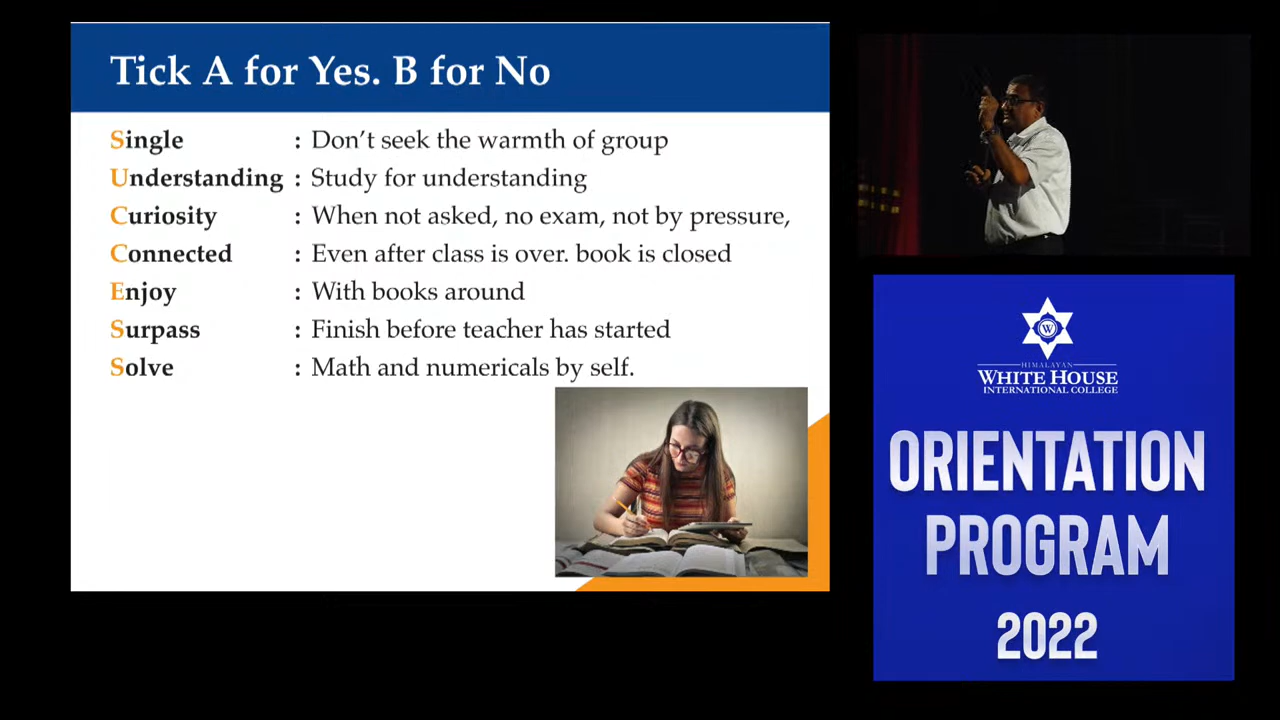 Tick A for Yes. B for No
Single : Don’t seek the warmth of group
Understanding : Study for understanding
Curiosity : When not asked, no exam, not by pressure,
Connected : Even after class is over. book is closed
Enjoy : With books around
Surpass : Finish before teacher has started
Solve : Math and numericals by self.
W
HIMALAYAN
WHITE HOUSE
INTERNATIONAL COLLEGE
ORIENTATION
PROGRAM
2022